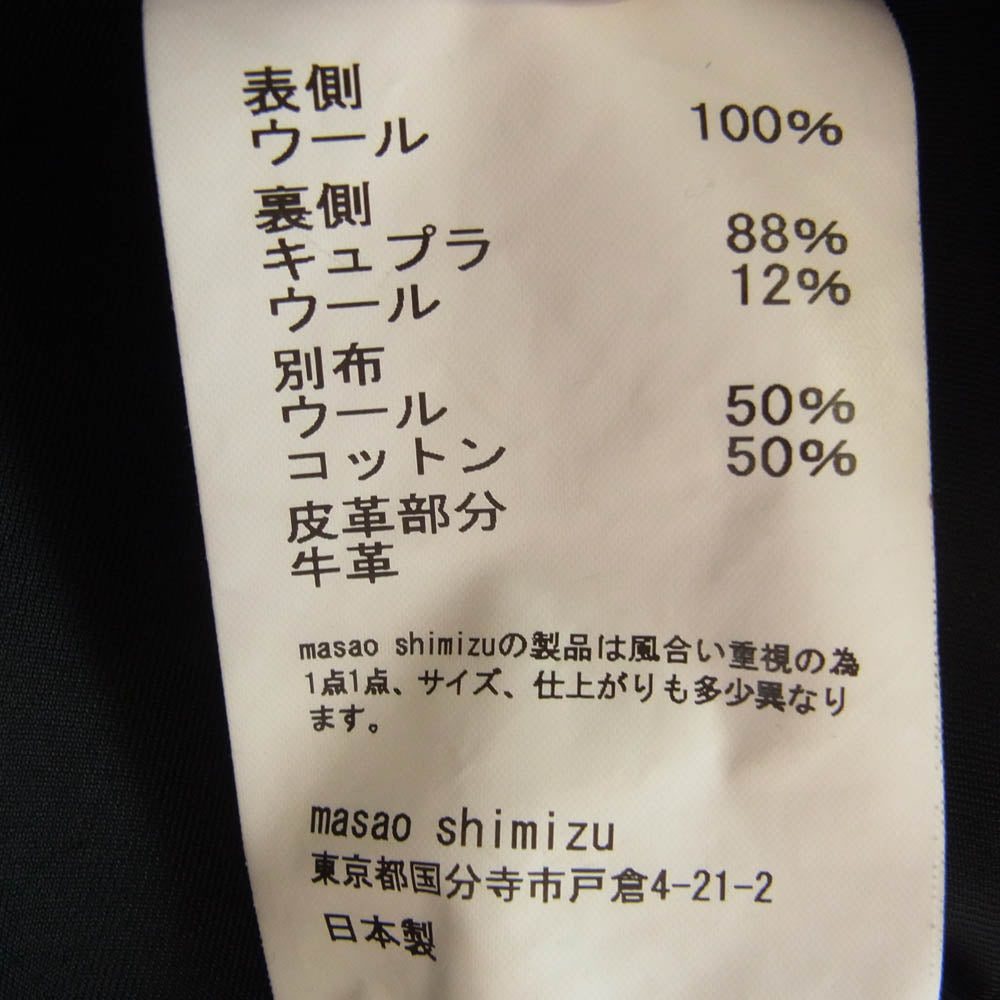 表側
ウール 100%
裏側
キュプラ 88%
ウール 12%
別布
ウール 50%
コットン 50%
皮革部分
牛革
masao shimizuの製品は風合い重視の為
1点1点、サイズ、仕上がりも多少異なり
ます。
masao shimizu
東京都国分寺市戸倉4-21-2
日本製